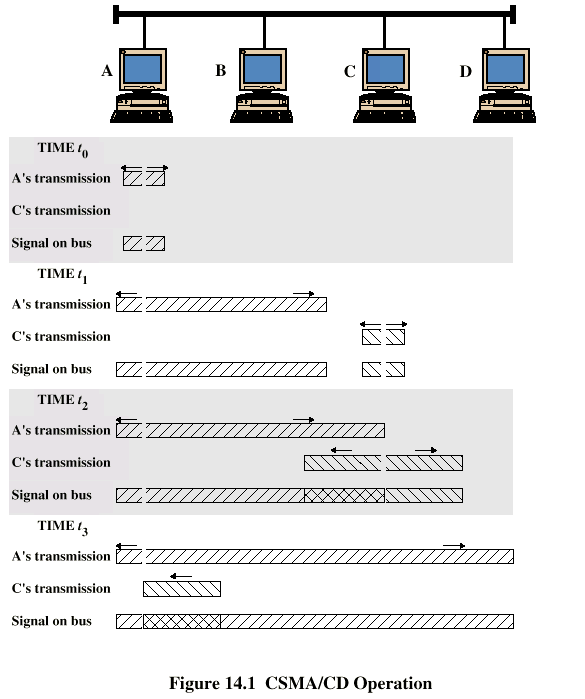 A B C D
TIME t0
A's transmission
C's transmission
Signal on bus
TIME t1
A's transmission
C's transmission
Signal on bus
TIME t2
A's transmission
C's transmission
Signal on bus
TIME t3
A's transmission
C's transmission
Signal on bus
Figure 14.1 CSMA/CD Operation